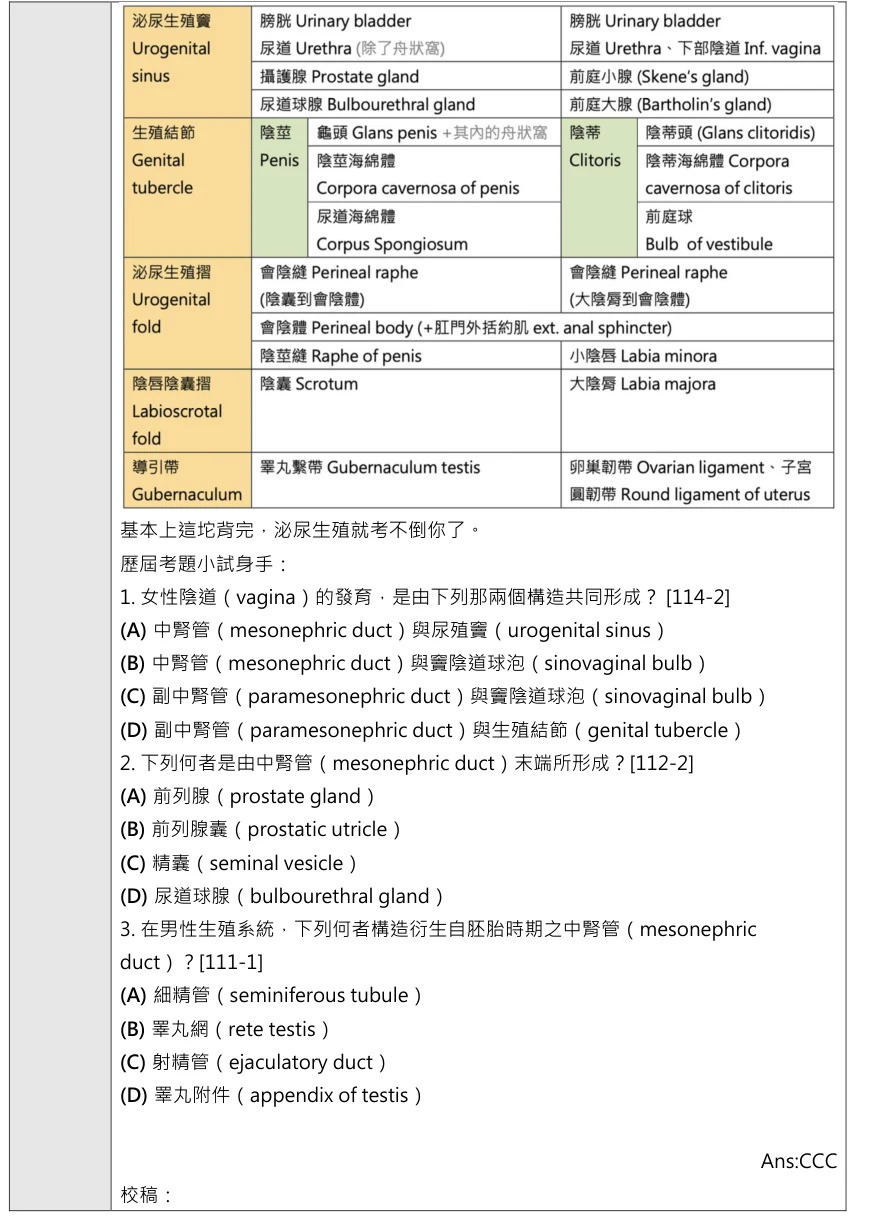 泌尿生殖竇
Urogenital
sinus
膀胱 Urinary bladder
尿道 Urethra (除了舟狀窩)
膀胱 Urinary bladder
尿道 Urethra、下部陰道 Inf. vagina
攝護腺 Prostate gland
前庭小腺 (Skene's gland)
尿道球腺 Bulbourethral gland
前庭大腺 (Bartholin's gland)
生殖結節
Genital
tubercle
陰莖
Penis
龜頭 Glans penis +其內的舟狀窩
陰蒂
Clitoris
陰蒂頭 (Glans clitoridis)
陰莖海綿體
Corpora cavernosa of penis
陰蒂海綿體 Corpora
cavernosa of clitoris
尿道海綿體
Corpus Spongiosum
前庭球
Bulb of vestibule
泌尿生殖摺
Urogenital
fold
會陰縫 Perineal raphe
(陰囊到會陰體)
會陰縫 Perineal raphe
(大陰脣到會陰體)
會陰體 Perineal body (+肛門外括約肌 ext. anal sphincter)
陰莖縫 Raphe of penis
小陰唇 Labia minora
陰唇陰囊摺
Labioscrotal
fold
陰囊 Scrotum
大陰脣 Labia majora
導引帶
Gubernaculum
睪丸繫帶 Gubernaculum testis
卵巢韌帶 Ovarian ligament、子宮
圓韌帶 Round ligament of uterus
基本上這坨背完，泌尿生殖就考不倒你了。
歷屆考題小試身手：
1. 女性陰道（vagina）的發育，是由下列那兩個構造共同形成？ [114-2]
(A) 中腎管（mesonephric duct）與尿殖竇（urogenital sinus）
(B) 中腎管（mesonephric duct）與竇陰道球泡（sinovaginal bulb）
(C) 副中腎管（paramesonephric duct）與竇陰道球泡（sinovaginal bulb）
(D) 副中腎管（paramesonephric duct）與生殖結節（genital tubercle）
2. 下列何者是由中腎管（mesonephric duct）末端所形成？[112-2]
(A) 前列腺（prostate gland）
(B) 前列腺囊（prostatic utricle）
(C) 精囊（seminal vesicle）
(D) 尿道球腺（bulbourethral gland）
3. 在男性生殖系統，下列何者構造衍生自胚胎時期之中腎管（mesonephric
duct）？[111-1]
(A) 細精管（seminiferous tubule）
(B) 睪丸網（rete testis）
(C) 射精管（ejaculatory duct）
(D) 睪丸附件（appendix of testis）
Ans:CCC
校稿：